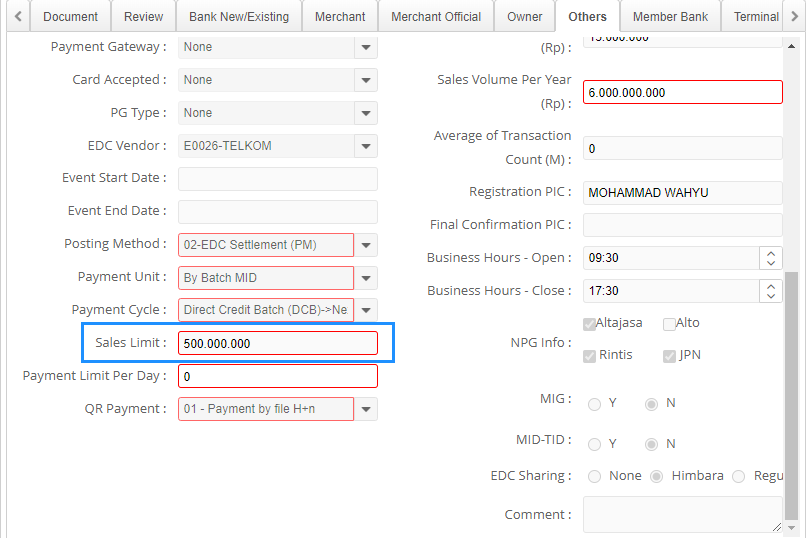 Document Review Bank New/Existing Merchant Merchant Official Owner Others Member Bank Terminal
Payment Gateway : None
Card Accepted : None
PG Type : None
EDC Vendor : E0026-TELKOM
Event Start Date :
Event End Date :
Posting Method : 02-EDC Settlement (PM)
Payment Unit : By Batch MID
Payment Cycle : Direct Credit Batch (DCB)->Ne
Sales Limit : 500.000.000
Payment Limit Per Day : 0
QR Payment : 01 - Payment by file H+n
(Rp) : 15.000.000
Sales Volume Per Year
(Rp) : 6.000.000.000
Average of Transaction
Count (M) : 0
Registration PIC : MOHAMMAD WAHYU
Final Confirmation PIC :
Business Hours - Open : 09:30
Business Hours - Close : 17:30
NPG Info : Altajasa Alto
Rintis JPN
MIG : Y N
MID-TID : Y N
EDC Sharing : None Himbara Regu
Comment :